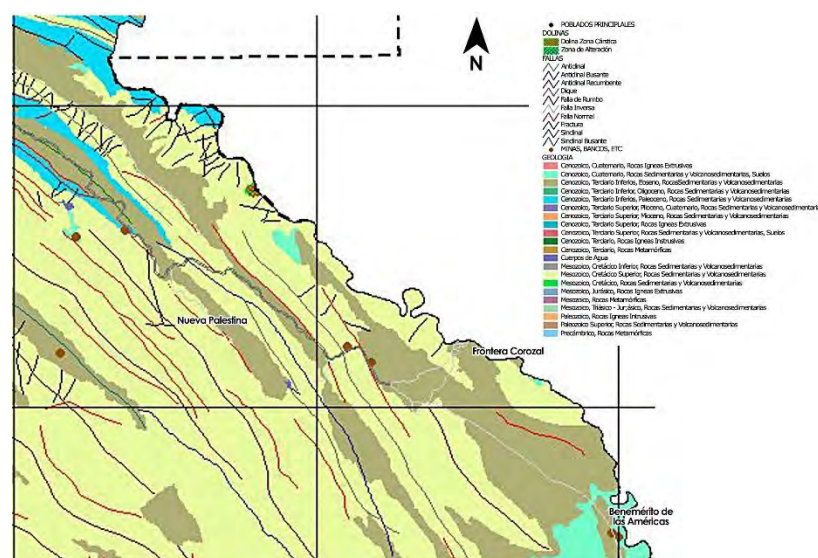 N
Nueva Palestina
Frontera Corozal
Benemérito de
las Américas
POBLADOS PRINCIPALES
DOLINAS
Dolina Zona Cárstica
Zona de Alteración
FALLAS
Anticlinal
Anticlinal Buzante
Anticlinal Recumbente
Dique
Falla de Rumbo
Falla Inversa
Falla Normal
Fractura
Sinclinal
Sinclinal Buzante
MINAS, BANCOS, ETC
GEOLOGIA
Cenozoico, Cuaternario, Rocas Igneas Extrusivas
Cenozoico, Cuaternario, Rocas Sedimentarias y Volcanosedimentarias, Suelos
Cenozoico, Terciario Inferios, Eoseno, RocasSedimentarias y Volcanosedimentarias
Cenozoico, Terciario Inferior, Oligoceno, Rocas Sedimentarias y Volcanosedimentarias
Cenozoico, Terciario Inferios, Paleoceno, Rocas Sedimentarias y Volcanosedimentarias
Cenozoico, Terciario Superior, Plioceno, Cuaternario, Rocas Sedimentarias y Volcanosedimentarias
Cenozoico, Terciario Superior, Mioceno, Rocas Sedimentarias y Volcanosedimentarias
Cenozoico, Terciario Superior, Rocas Igneas Extrusivas
Cenozoico, Terciario Superior, Rocas Sedimentarias y Volcanosedimentarias, Suelos
Cenozoico, Terciario, Rocas Igneas Instrusivas
Cenozoico, Terciario, Rocas Metamórficas
Cuerpos de Agua
Mesozoico, Cretácico Inferior, Rocas Sedimentarias y Volcanosedimentarias
Mesozoico, Cretácico Superior, Rocas Sedimentarias y Volcanosedimentarias
Mesozoico, Cretácico, Rocas Sedimentarias y Volcanosedimentarias
Mesozoico, Jurásico, Rocas Igneas Extrusivas
Mesozoico, Rocas Metamórficas
Mesozoico, Triásico - Jurásico, Rocas Sedimentarias y Volcanosedimentarias
Paleozoico, Rocas Igneas Intrusivas
Paleozoico Superior, Rocas Sedimentarias y Volcanosedimentarias
Precámbrico, Rocas Metamórficas